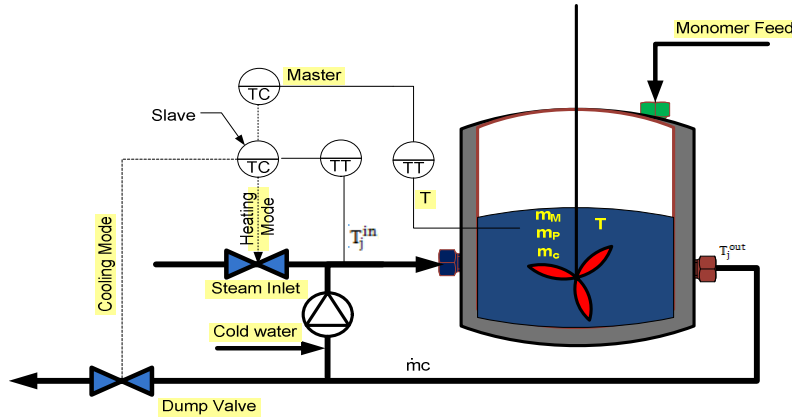 Monomer Feed
Master
TC
Slave
TC
TT
TT
T
Heating Mode
Cooling Mode
T_j^in
m_M
m_P
m_c
T
T_j^out
Steam Inlet
Cold water
ṁc
Dump Valve